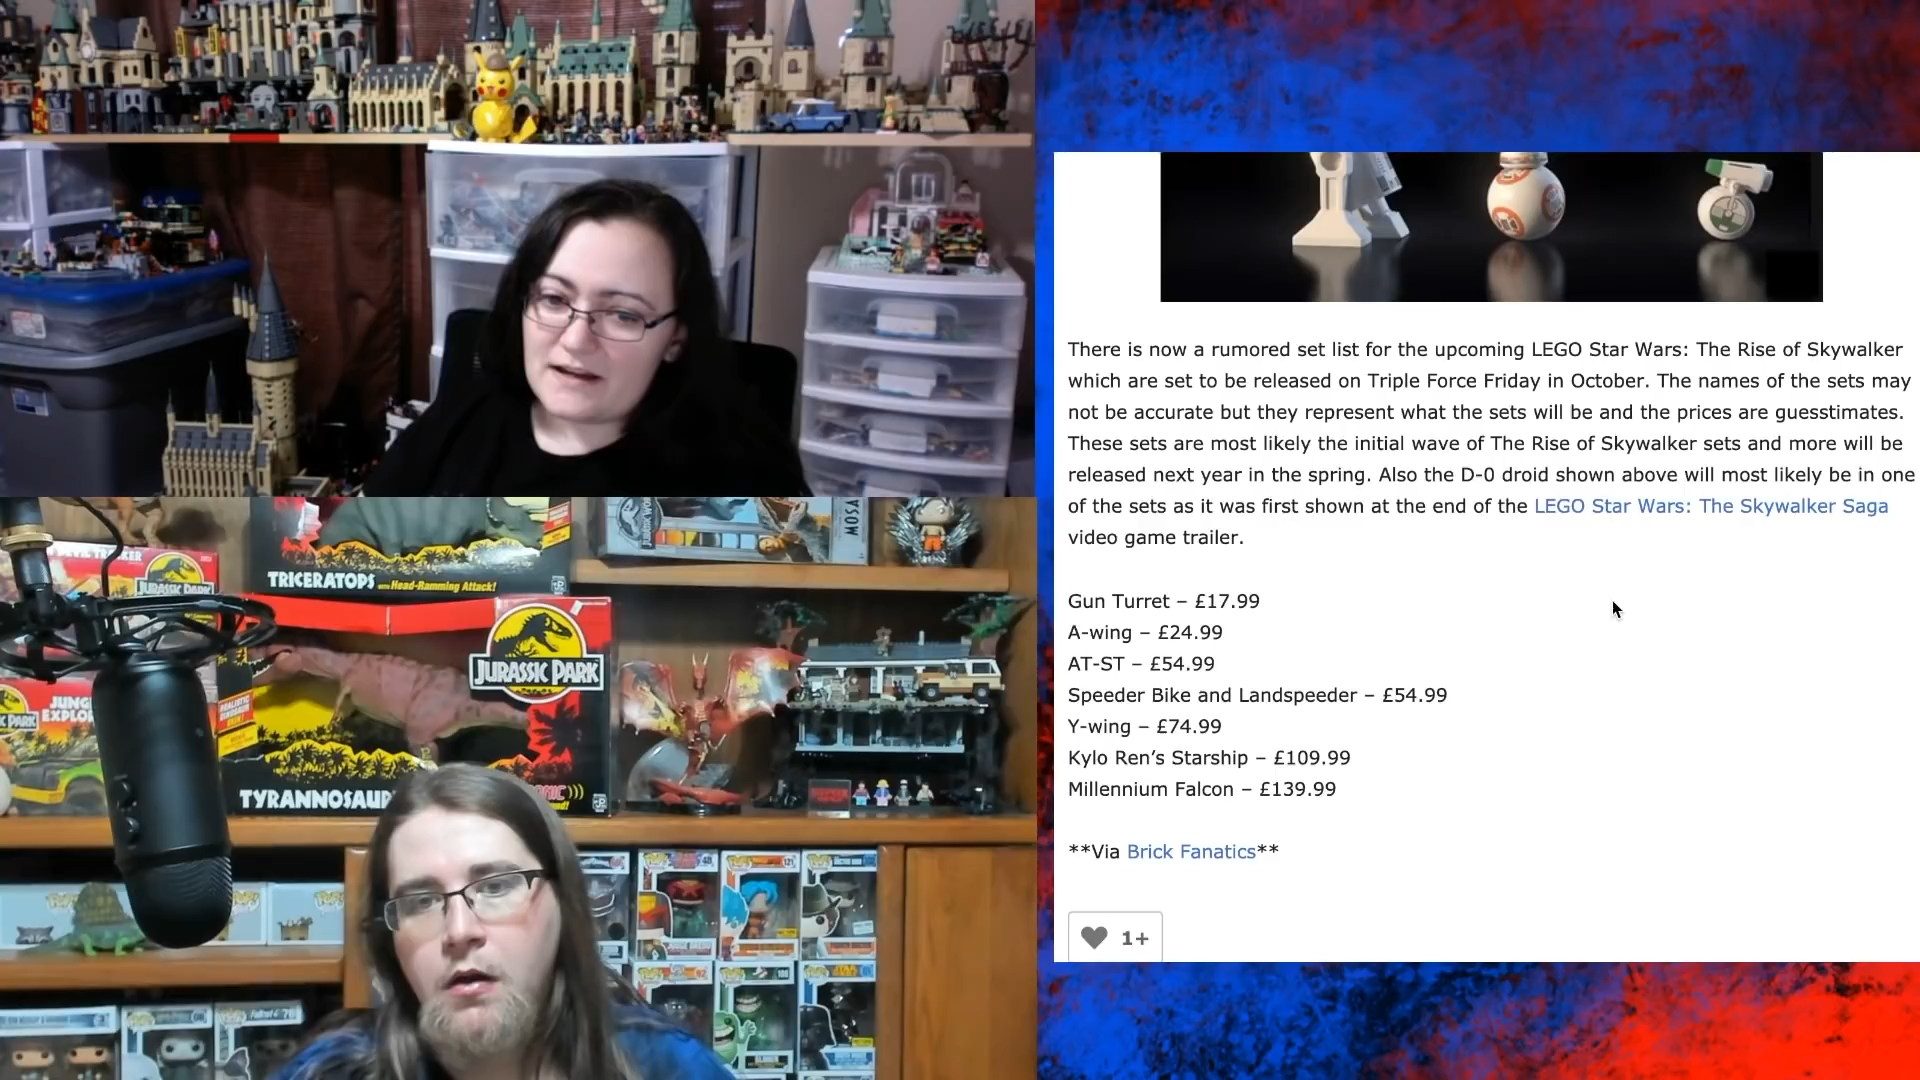 There is now a rumored set list for the upcoming LEGO Star Wars: The Rise of Skywalker
which are set to be released on Triple Force Friday in October. The names of the sets may
not be accurate but they represent what the sets will be and the prices are guesstimates.
These sets are most likely the initial wave of The Rise of Skywalker sets and more will be
released next year in the spring. Also the D-0 droid shown above will most likely be in one
of the sets as it was first shown at the end of the LEGO Star Wars: The Skywalker Saga
video game trailer.
Gun Turret – £17.99
A-wing – £24.99
AT-ST – £54.99
Speeder Bike and Landspeeder – £54.99
Y-wing – £74.99
Kylo Ren’s Starship – £109.99
Millennium Falcon – £139.99
**Via Brick Fanatics**
1+
TRICERATOPS
Head-Ramming Attack!
JURASSIC PARK
JURASSIC PARK
TYRANNOSAUR